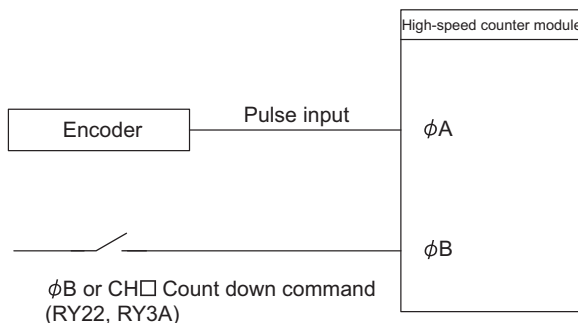 High-speed counter module
Encoder
Pulse input
ϕA
ϕB
ϕB or CH□ Count down command
(RY22, RY3A)